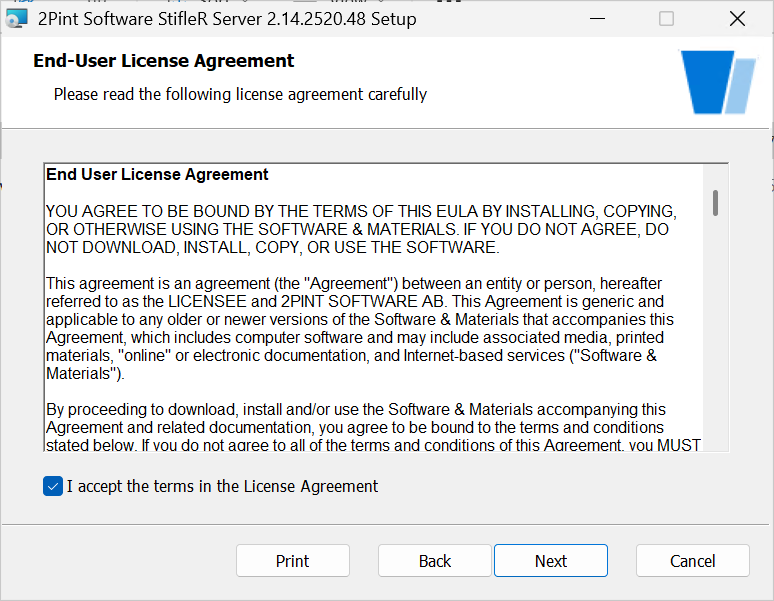 2Pint Software StifleR Server 2.14.2520.48 Setup
End-User License Agreement
Please read the following license agreement carefully
End User License Agreement
YOU AGREE TO BE BOUND BY THE TERMS OF THIS EULA BY INSTALLING, COPYING,
OR OTHERWISE USING THE SOFTWARE & MATERIALS. IF YOU DO NOT AGREE, DO
NOT DOWNLOAD, INSTALL, COPY, OR USE THE SOFTWARE.
This agreement is an agreement (the "Agreement") between an entity or person, hereafter
referred to as the LICENSEE and 2PINT SOFTWARE AB. This Agreement is generic and
applicable to any older or newer versions of the Software & Materials that accompanies this
Agreement, which includes computer software and may include associated media, printed
materials, "online" or electronic documentation, and Internet-based services ("Software &
Materials").
By proceeding to download, install and/or use the Software & Materials accompanying this
Agreement and related documentation, you agree to be bound to the terms and conditions
stated below. If you do not agree to all of the terms and conditions of this Agreement, you MUST
I accept the terms in the License Agreement
Print
Back
Next
Cancel